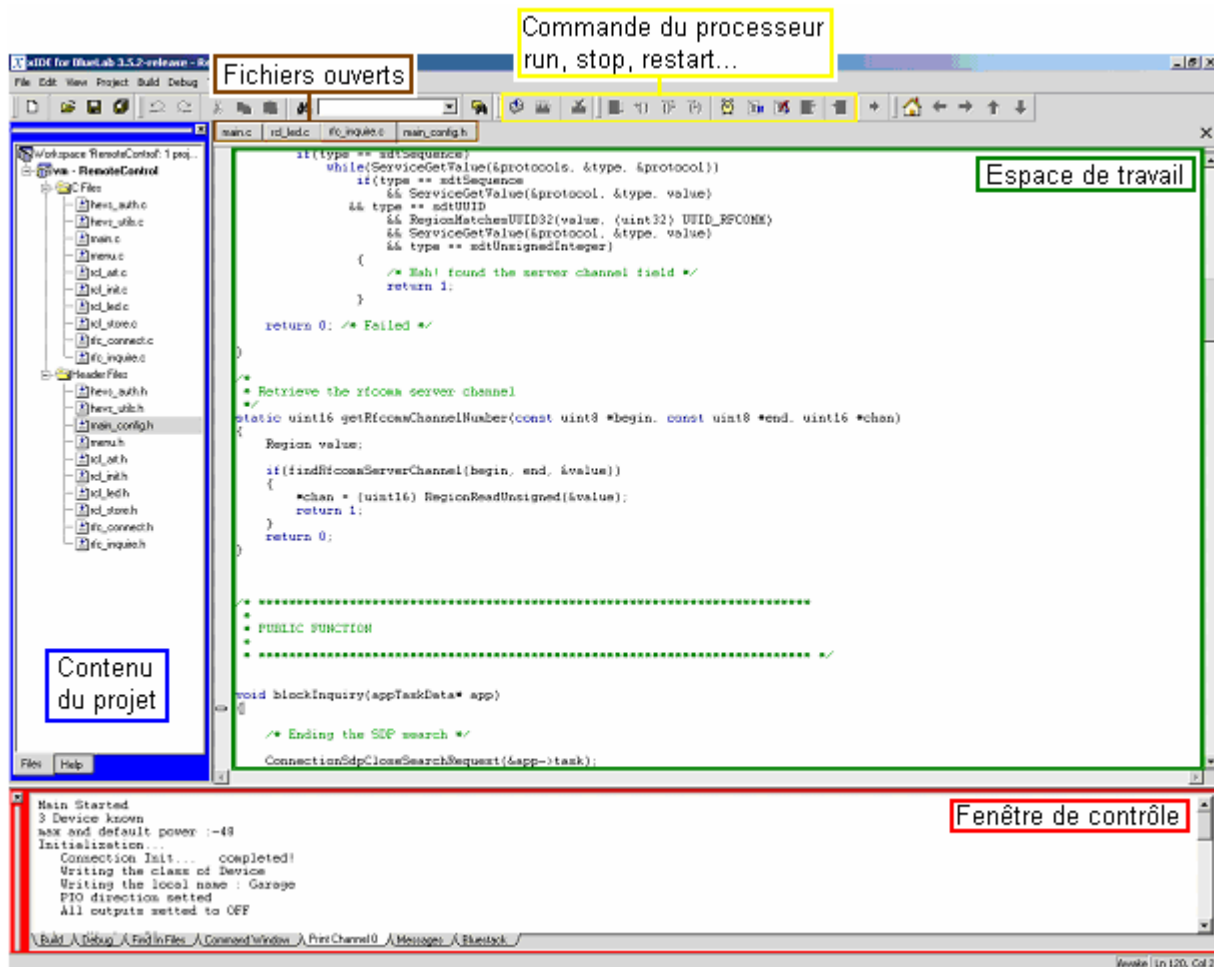 Commande du processeur
run, stop, restart...
xIDE for BlueLab 3.5.2-release - Re
Fichiers ouverts
File Edit View Project Build Debug
main.c rcl_led.c rfc_inquire.c main_config.h
Workspace 'RemoteControl': 1 proj...
vm - RemoteControl
C Files
hevs_auth.c
hevs_utils.c
main.c
menu.c
rcl_art.c
rcl_init.c
rcl_led.c
rcl_store.c
rfc_connect.c
rfc_inquire.c
Header Files
hevs_auth.h
hevs_utils.h
main_config.h
menu.h
rcl_art.h
rcl_init.h
rcl_led.h
rcl_store.h
rfc_connect.h
rfc_inquire.h
Contenu
du projet
Files Help
Espace de travail
if(type == sdtSequence)
while(ServiceGetValue(&protocols, &type, &protocol))
if(type == sdtSequence
&& ServiceGetValue(&protocol, &type, value)
&& type == sdtUUID
&& RegionMatchesUUID32(value, (uint32) UUID_RFCOMM)
&& ServiceGetValue(&protocol, &type, value)
&& type == sdtUnsignedInteger)
{
/* Hah! found the server channel field */
return 1;
}
return 0; /* Failed */
}
/*
* Retrieve the rfcomm server channel
*/
static uint16 getRfcommChannelNumber(const uint8 *begin, const uint8 *end, uint16 *chan)
{
Region value;
if(findRfcommServerChannel(begin, end, &value))
{
*chan = (uint16) RegionReadUnsigned(&value);
return 1;
}
return 0;
}
*
* PUBLIC FUNCTION
*
void blockInquiry(appTaskData* app)
{
/* Ending the SDP search */
ConnectionSdpCloseSearchRequest(&app->task);
Fenêtre de contrôle
Main Started
3 Device known
max and default power :-48
Initialization...
Connection Init... completed!
Writing the class of Device
Writing the local name : Garage
PIO direction setted
All outputs setted to OFF
Build Debug Find In Files Command Window Print Channel 0 Messages Bluestack
Awake Ln 120, Col 2